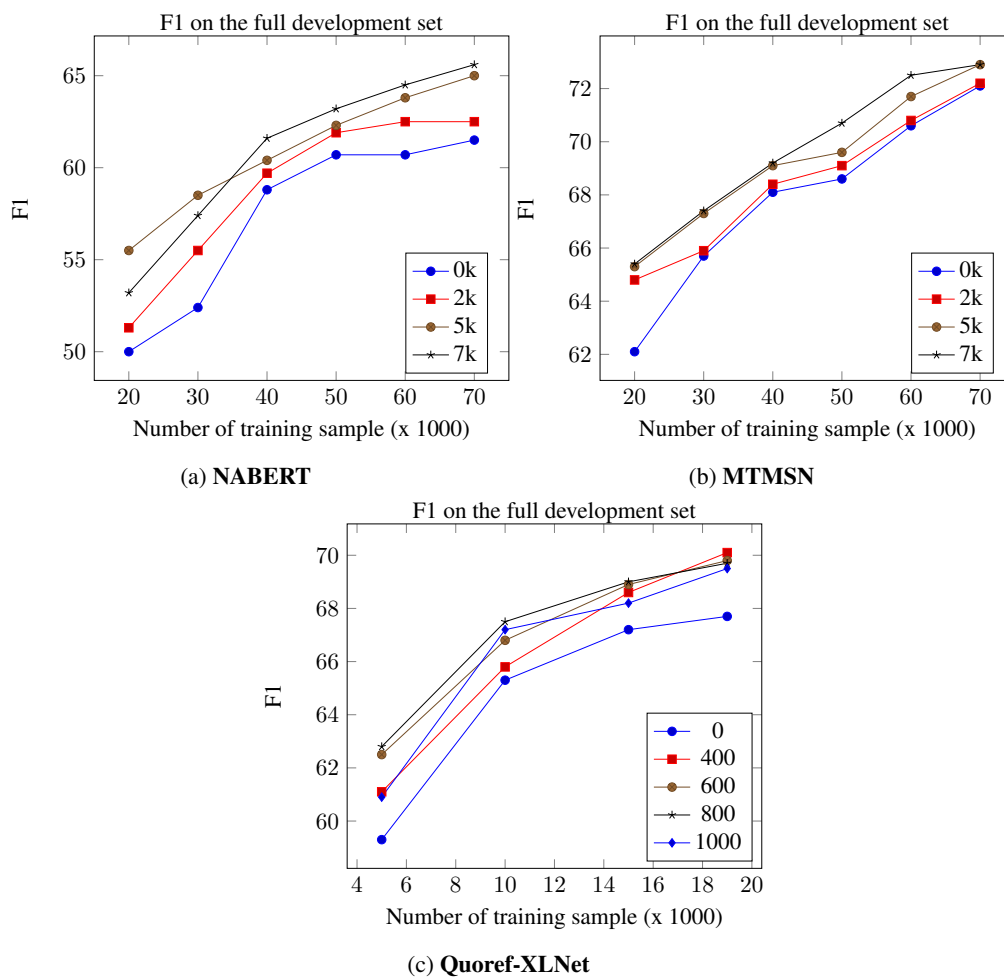 F1 on the full development set
65
60
55
50
F1
0k
2k
5k
7k
20 30 40 50 60 70
Number of training sample (x 1000)
(a) NABERT
F1 on the full development set
72
70
68
66
64
62
F1
0k
2k
5k
7k
20 30 40 50 60 70
Number of training sample (x 1000)
(b) MTMSN
F1 on the full development set
70
68
66
64
62
60
F1
0
400
600
800
1000
4 6 8 10 12 14 16 18 20
Number of training sample (x 1000)
(c) Quoref-XLNet